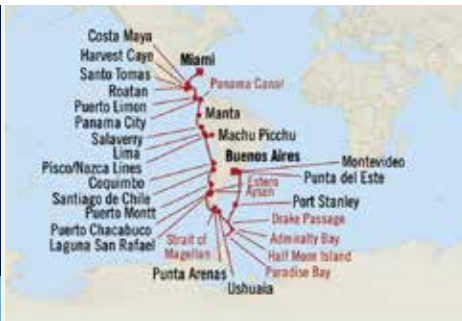 Costa Maya
Harvest Caye
Miami
Santo Tomas
Panama Canal
Roatan
Puerto Limon
Panama City
Manta
Salaverry
Machu Picchu
Lima
Pisco/Nazca Lines
Buenos Aires
Montevideo
Coquimbo
Estero
Aysen
Punta del Este
Santiago de Chile
Puerto Montt
Port Stanley
Puerto Chacabuco
Drake Passage
Laguna San Rafael
Strait of
Magellan
Admiralty Bay
Half Moon Island
Punta Arenas
Paradise Bay
Ushuaia